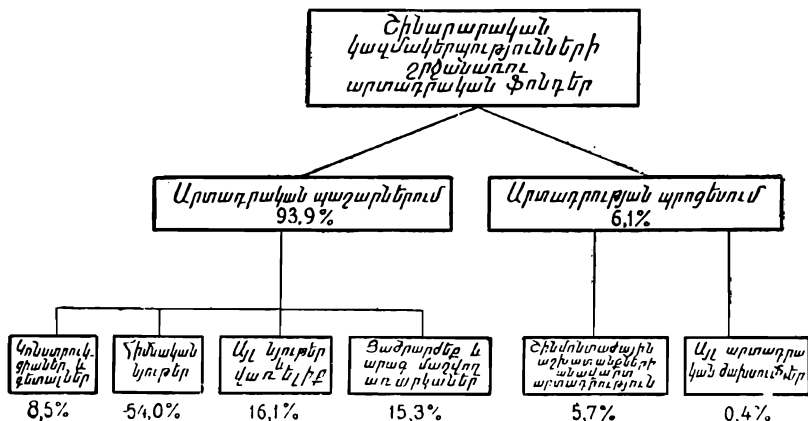 Շինարարական
կազմակերպությունների
շրջանառու
արտադրական ֆոնդեր
Արտադրական պաշարներում
93,9%
Արտադրության պրոցեսում
6,1%
Կոնստրուկ-
ցիաներ և
դետալներ
Հիմնական
նյութեր
Այլ նյութեր
և
վառելիք
Ցածրարժեք և
արագ մաշվող
առարկաներ
Շինմոնտաժային
աշխատանքների
անավարտ
արտադրություն
Այլ արտադրա
կան ծախսումներ
8,5%
54,0%
16,1%
15,3%
5,7%
0,4%